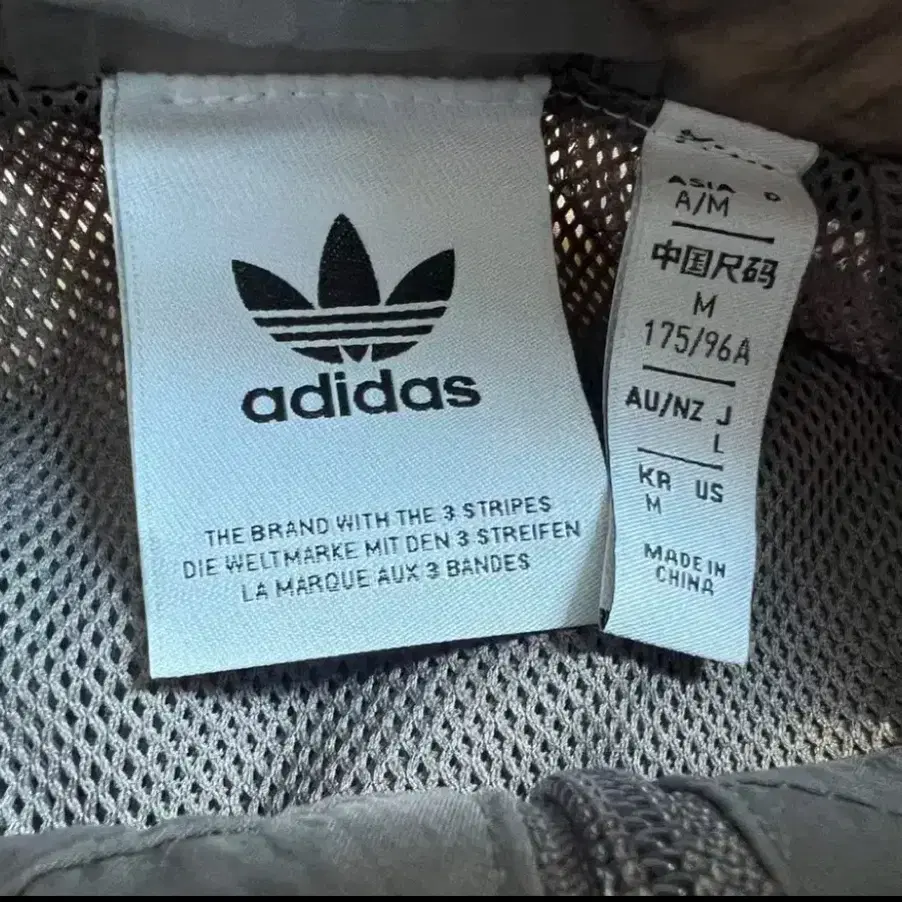 adidas
THE BRAND WITH THE 3 STRIPES
DIE WELTMARKE MIT DEN 3 STREIFEN
LA MARQUE AUX 3 BANDES
ASIA
A/M
中国尺码
M
175/96A
AU/NZ J
L
KR US
M
MADE IN
CHINA